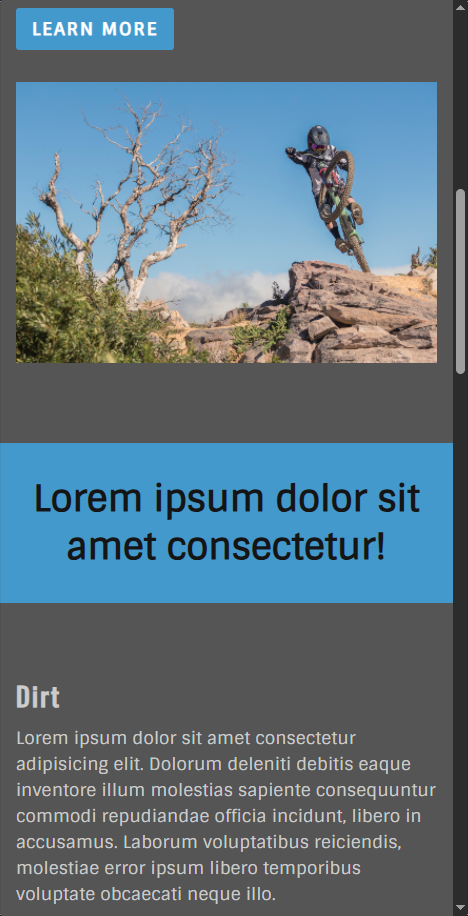 LEARN MORE
Lorem ipsum dolor sit
amet consectetur!
Dirt
Lorem ipsum dolor sit amet consectetur
adipisicing elit. Dolorum deleniti debitis eaque
inventore illum molestias sapiente consequuntur
commodi repudiandae officia incidunt, libero in
accusamus. Laborum voluptatibus reiciendis,
molestiae error ipsum libero temporibus
voluptate obcaecati neque illo.